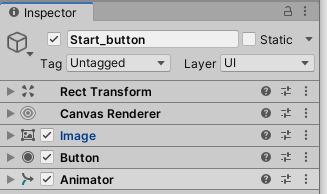 Inspector
Start_button Static
Tag Untagged Layer UI
Rect Transform
Canvas Renderer
Image
Button
Animator